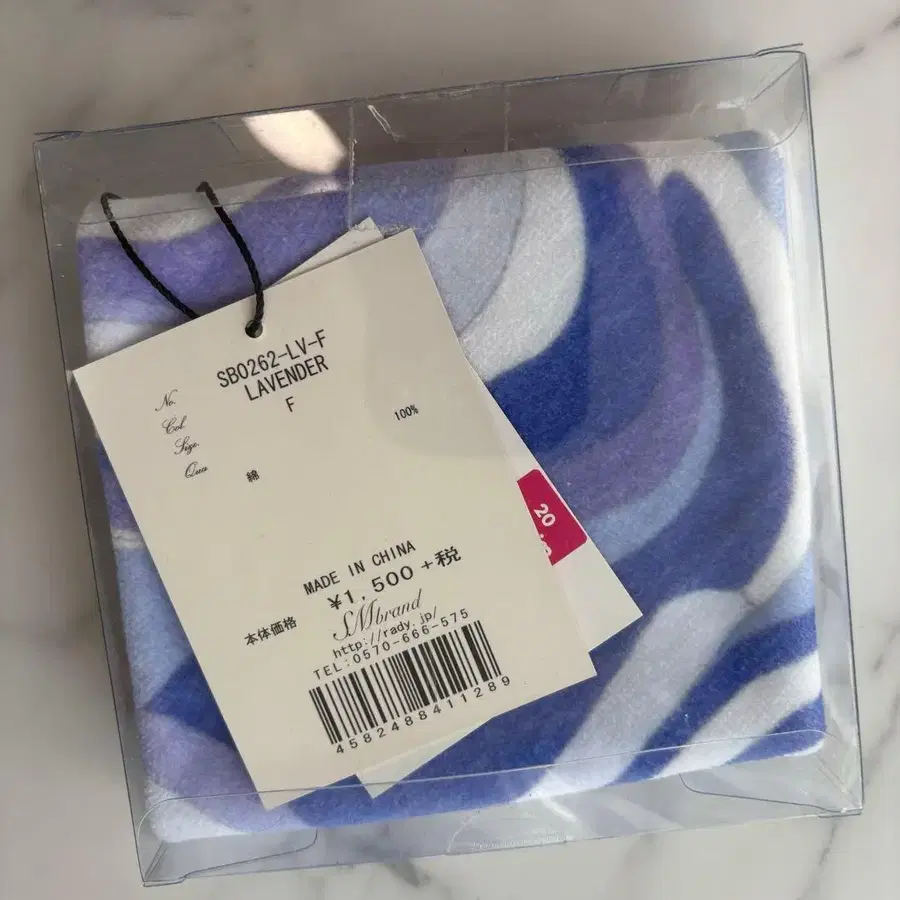 No. SB0262-LV-F
Col. LAVENDER
Size. F
Qua 綿 100%
MADE IN CHINA
本体価格 ¥1,500+税
SMbrand
http://rady.jp/
TEL:0570-666-575
4582488411289
20